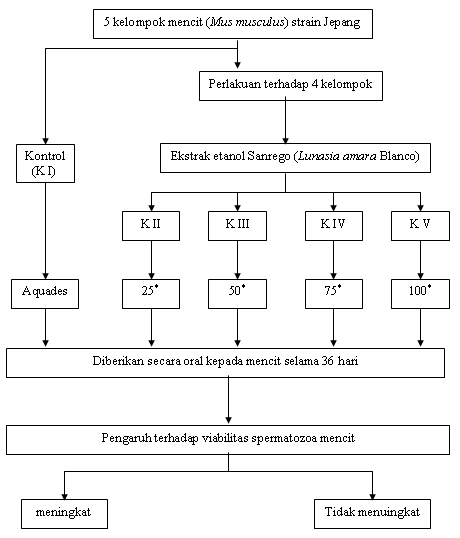 5 kelompok mencit (Mus musculus) strain Jepang
Perlakuan terhadap 4 kelompok
Kontrol
(K I)
Ekstrak etanol Sanrego (Lunasia amara Blanco)
K II
K III
K IV
K V
Aquades
25*
50*
75*
100*
Diberikan secara oral kepada mencit selama 36 hari
Pengaruh terhadap viabilitas spermatozoa mencit
meningkat
Tidak menuingkat